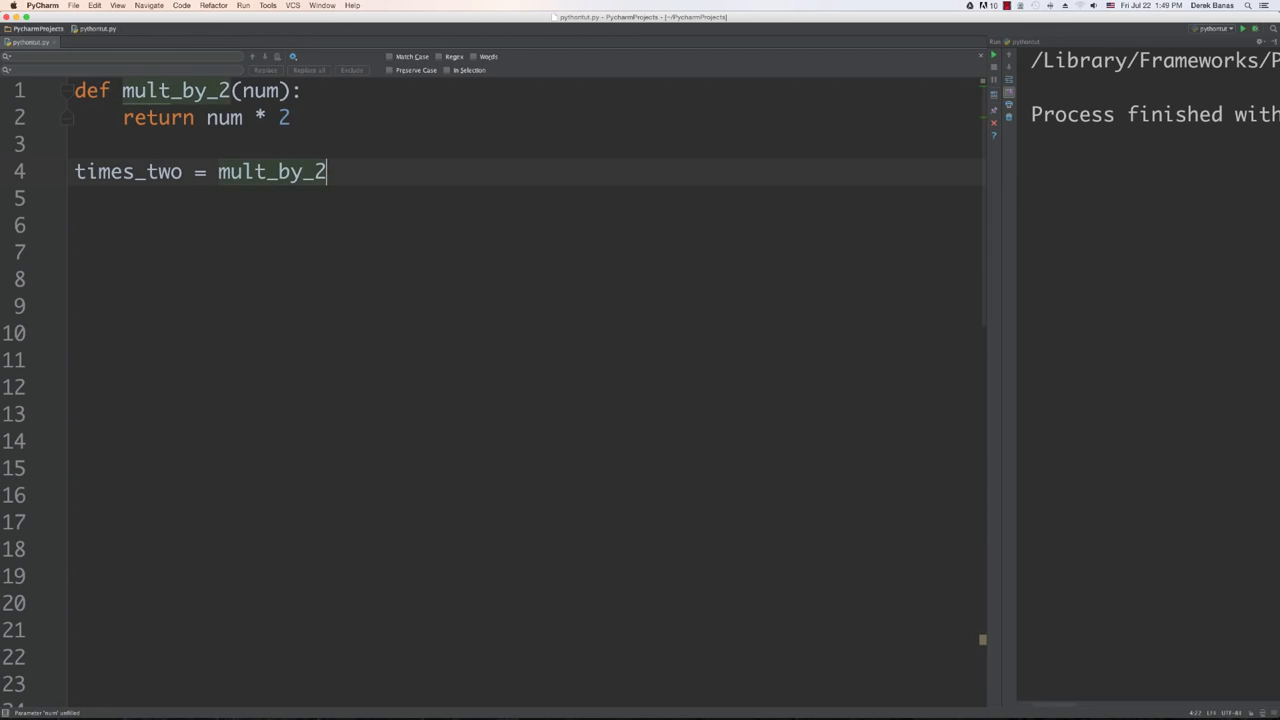 PyCharm File Edit View Navigate Code Refactor Run Tools VCS Window Help
10 Fri Jul 22 1:49 PM Derek Banas
pythontut.py - PycharmProjects - [~/PycharmProjects]
PycharmProjects pythontut.py
pythontut
pythontut.py
Run pythontut
Match Case Regex Words
Replace Replace all Exclude Preserve Case In Selection
1 def mult_by_2(num):
2 return num * 2
3
4 times_two = mult_by_2
5
6
7
8
9
10
11
12
13
14
15
16
17
18
19
20
21
22
23
/Library/Frameworks/P
Process finished with
Parameter 'num' unfilled
4:22 LF÷ UTF-8÷